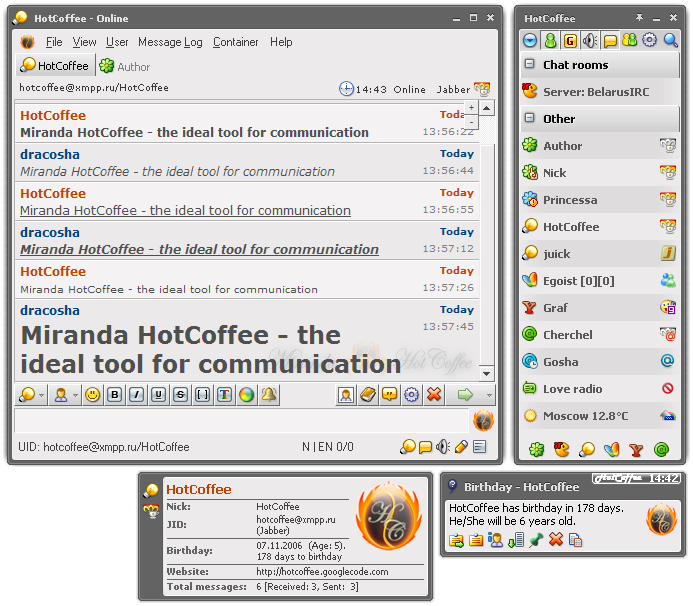 HotCoffee - Online
File View User Message Log Container Help
HotCoffee Author
hotcoffee@xmpp.ru/HotCoffee 14:43 Online Jabber
HotCoffee Today
Miranda HotCoffee - the ideal tool for communication 13:56:22
dracosha Today
Miranda HotCoffee - the ideal tool for communication 13:56:44
HotCoffee Today
Miranda HotCoffee - the ideal tool for communication 13:56:55
dracosha Today
Miranda HotCoffee - the ideal tool for communication 13:57:12
HotCoffee Today
Miranda HotCoffee - the ideal tool for communication 13:57:26
dracosha Today
Miranda HotCoffee - the 13:57:45
ideal tool for communication
Miranda Hot Coffee
B I U S [-] T
UID: hotcoffee@xmpp.ru/HotCoffee N | EN 0/0
HotCoffee
G
Chat rooms
Server: BelarusIRC
Other
Author
Nick
Princessa
HotCoffee
juick j
Egoist [0][0]
Graf
Cherchel
Gosha
Love radio
Moscow 12.8°C
HotCoffee
Nick: HotCoffee
JID: hotcoffee@xmpp.ru
(Jabber)
Birthday: 07.11.2006 (Age: 5).
178 days to birthday
Website: http://hotcoffee.googlecode.com
Total messages: 6 [Received: 3, Sent: 3]
HC
Birthday - HotCoffee
HotCoffee 14:42
HotCoffee has birthday in 178 days.
He/She will be 6 years old.